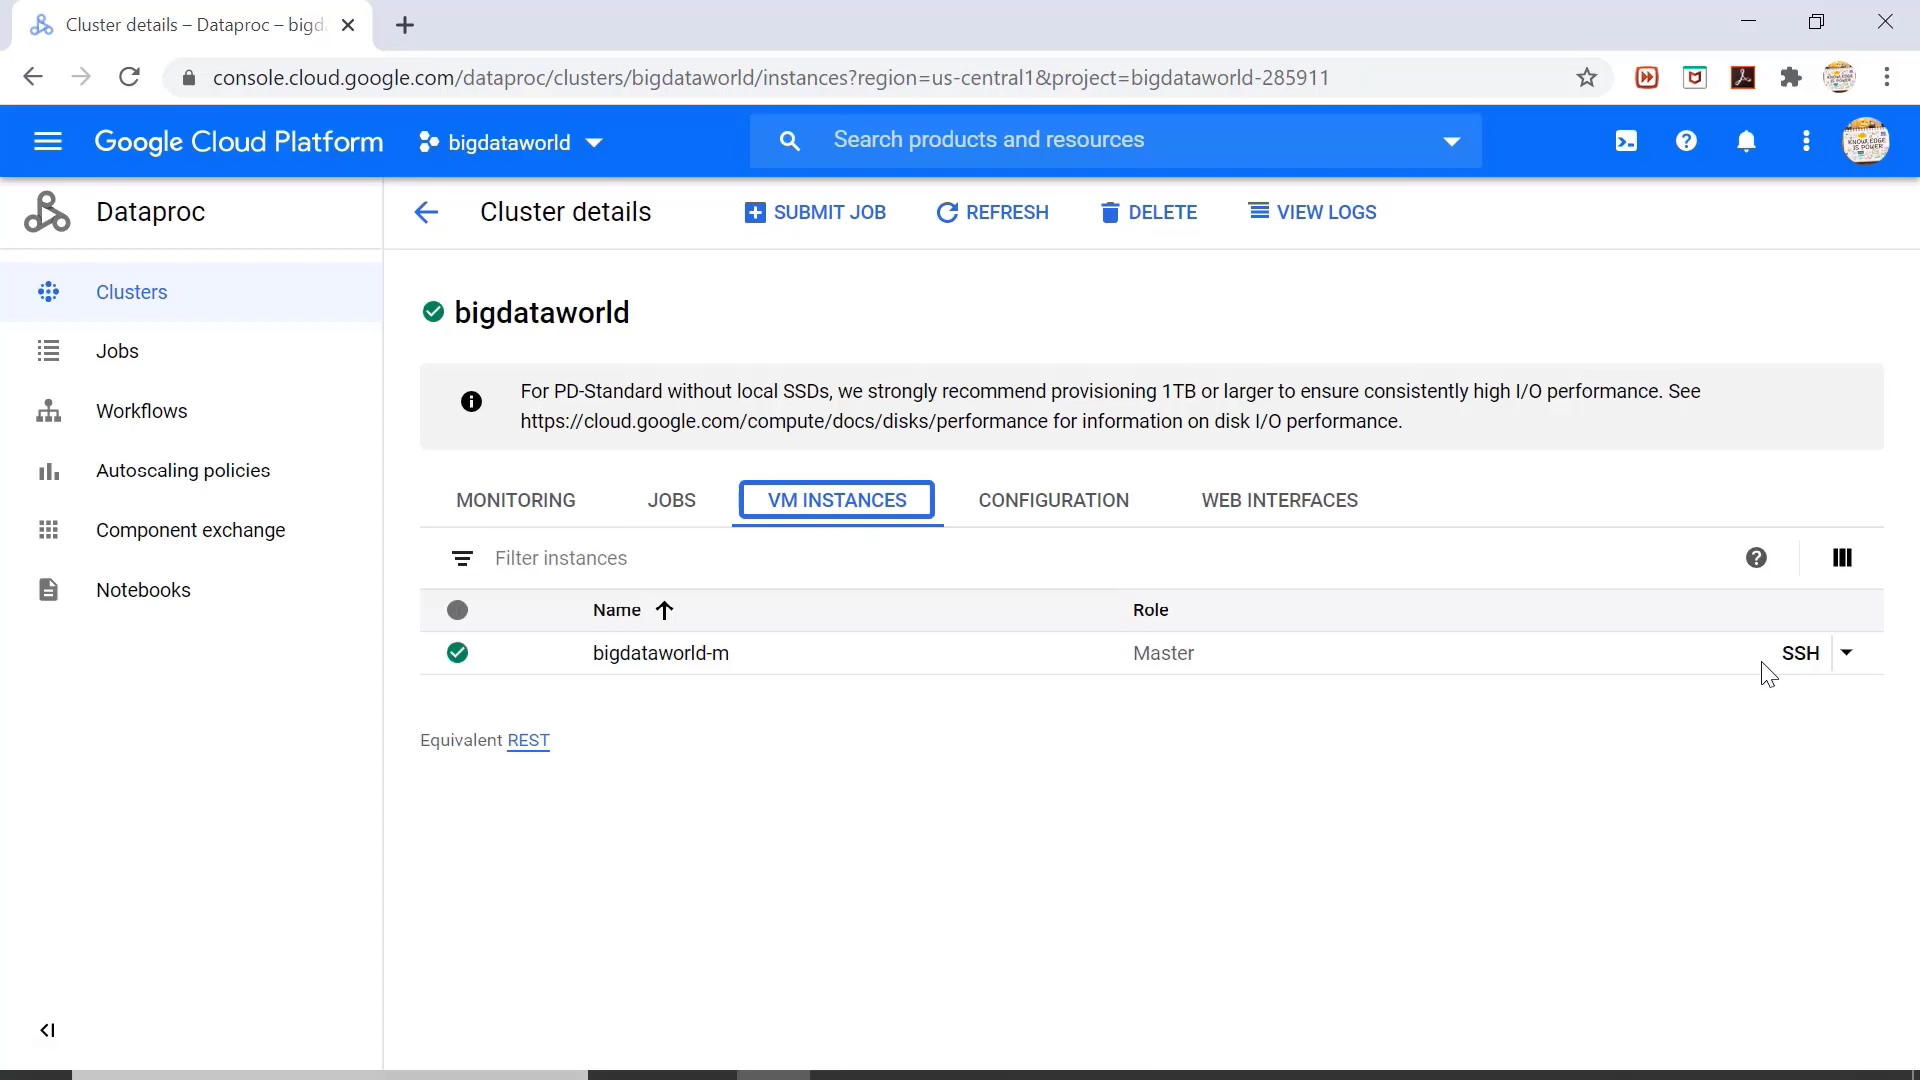 Cluster details – Dataproc – bigd
console.cloud.google.com/dataproc/clusters/bigdataworld/instances?region=us-central1&project=bigdataworld-285911
Google Cloud Platform
bigdataworld
Search products and resources
KNOWLEDGE
IS POWER
Dataproc
Cluster details
SUBMIT JOB
REFRESH
DELETE
VIEW LOGS
Clusters
Jobs
Workflows
Autoscaling policies
Component exchange
Notebooks
bigdataworld
For PD-Standard without local SSDs, we strongly recommend provisioning 1TB or larger to ensure consistently high I/O performance. See
https://cloud.google.com/compute/docs/disks/performance for information on disk I/O performance.
MONITORING
JOBS
VM INSTANCES
CONFIGURATION
WEB INTERFACES
Filter instances
Name
Role
bigdataworld-m
Master
SSH
Equivalent REST